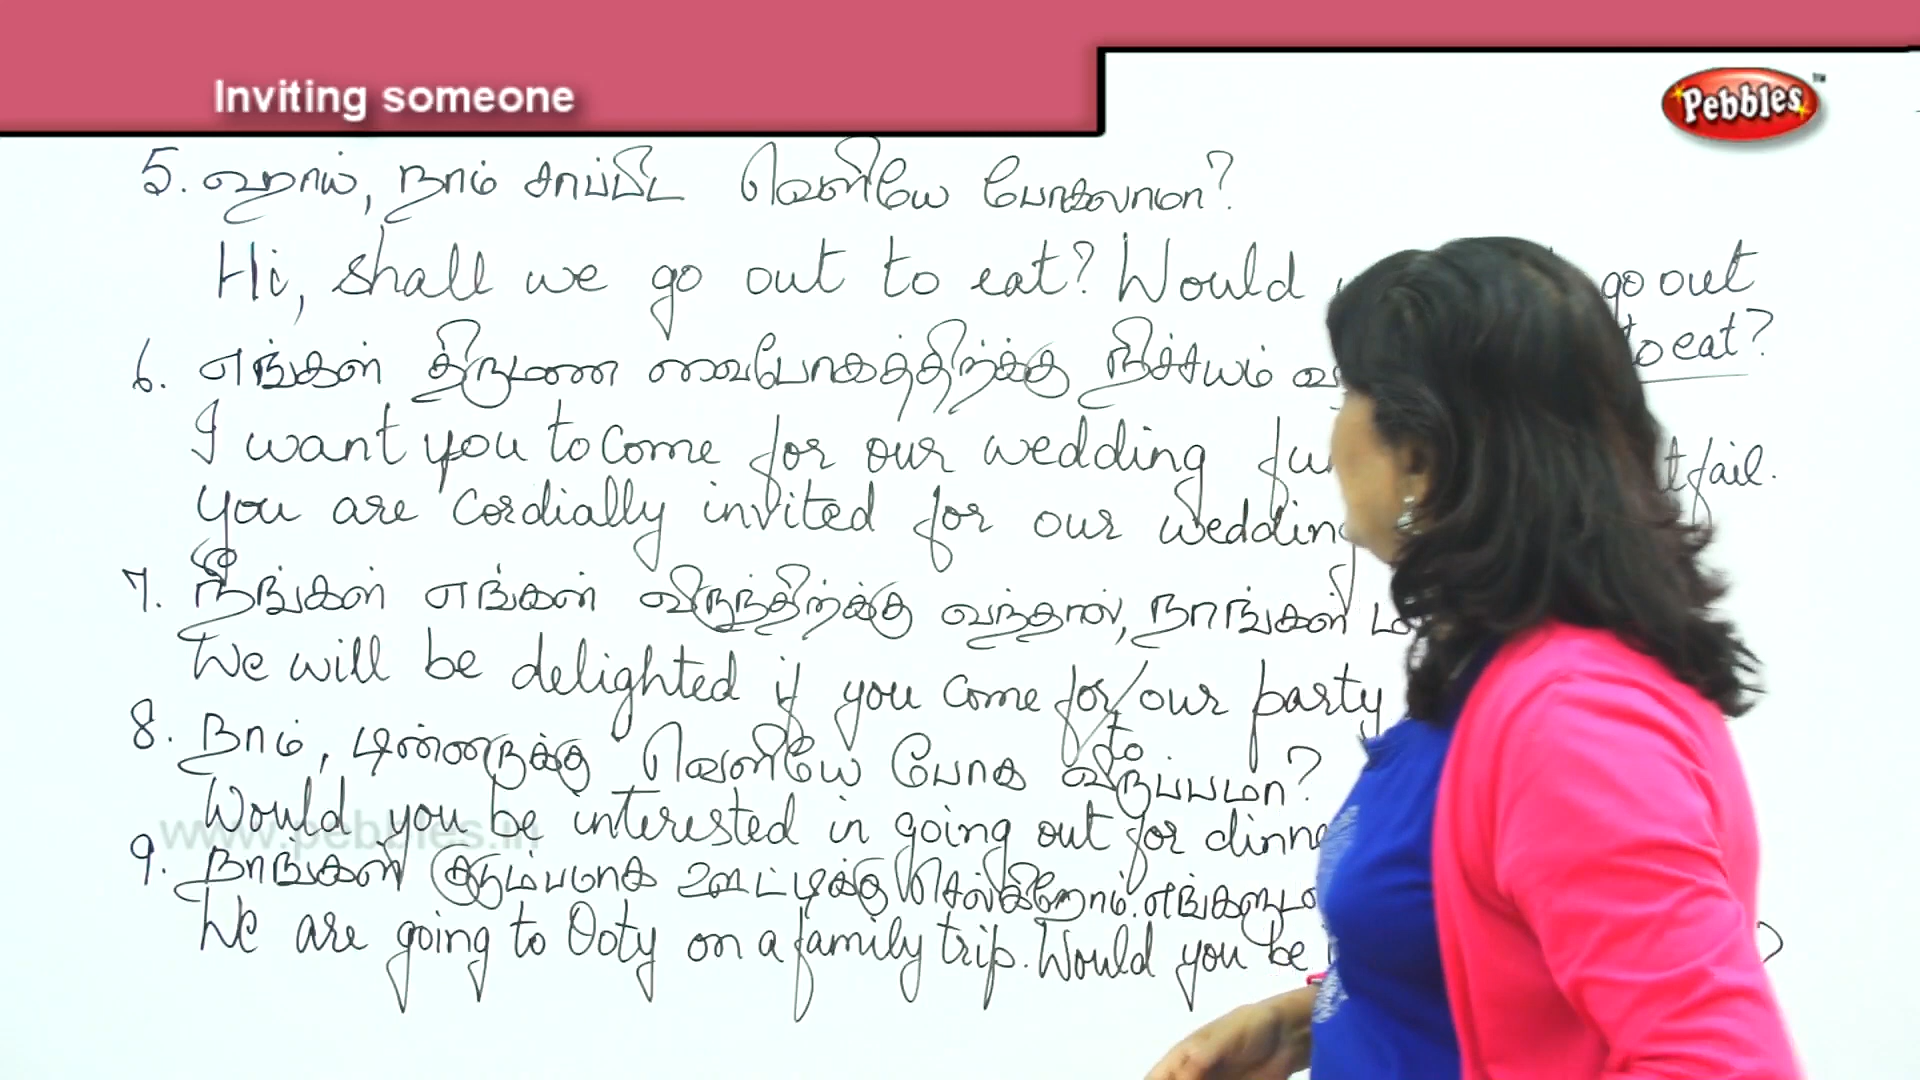 Inviting someone
Pebbles
5. ஹாய், நாம் சாப்பிட வெளியே போகலாமா?
Hi, shall we go out to eat? Would go out
to eat?
6. எங்கள் திருமண வைபோகத்திற்க்கு நிச்சயம்
I want you to come for our wedding fail.
You are cordially invited for our wedding
7. நீங்கள் எங்கள் விருந்திற்க்கு வந்தால், நாங்கள்
We will be delighted if you come for/our party
to
8. நாம், டின்னருக்கு வெளியே போக விருப்பமா?
Would you be interested in going out for
www.pebbles.in
9. நாங்கள் குடும்பமாக ஊட்டிக்கு செல்கிறோம்.
We are going to Ooty on a family trip. Would you be ?